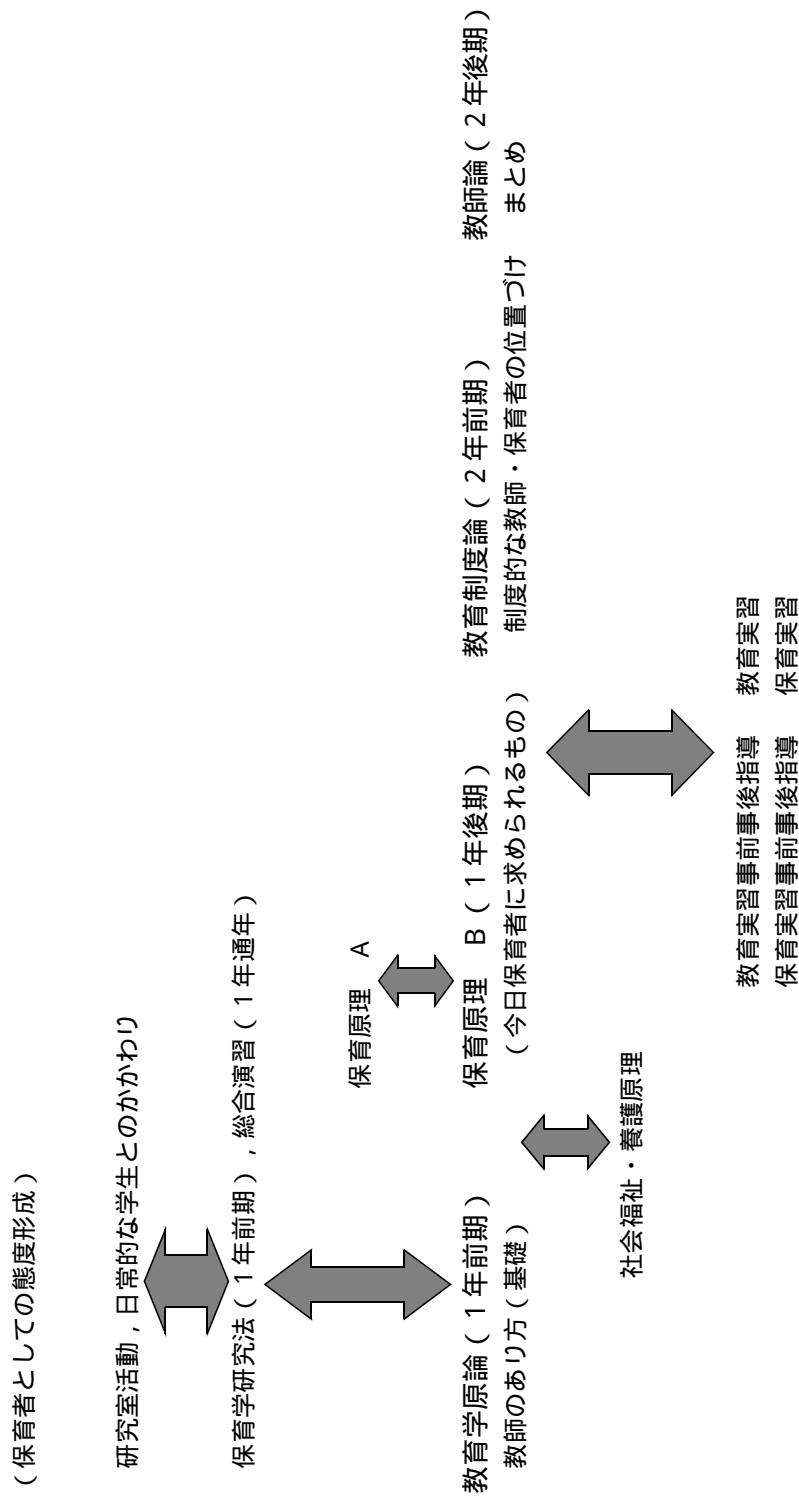 （保育者としての態度形成）
研究室活動，日常的な学生とのかかわり
保育学研究法（１年前期），総合演習（１年通年）
保育原理　Ａ
教育学原論（１年前期）　保育原理　Ｂ（１年後期）　教育制度論（２年前期）　教師論（２年後期）
教師のあり方（基礎）　（今日保育者に求められるもの）　制度的な教師・保育者の位置づけ　まとめ
社会福祉・養護原理
教育実習事前事後指導　教育実習
保育実習事前事後指導　保育実習